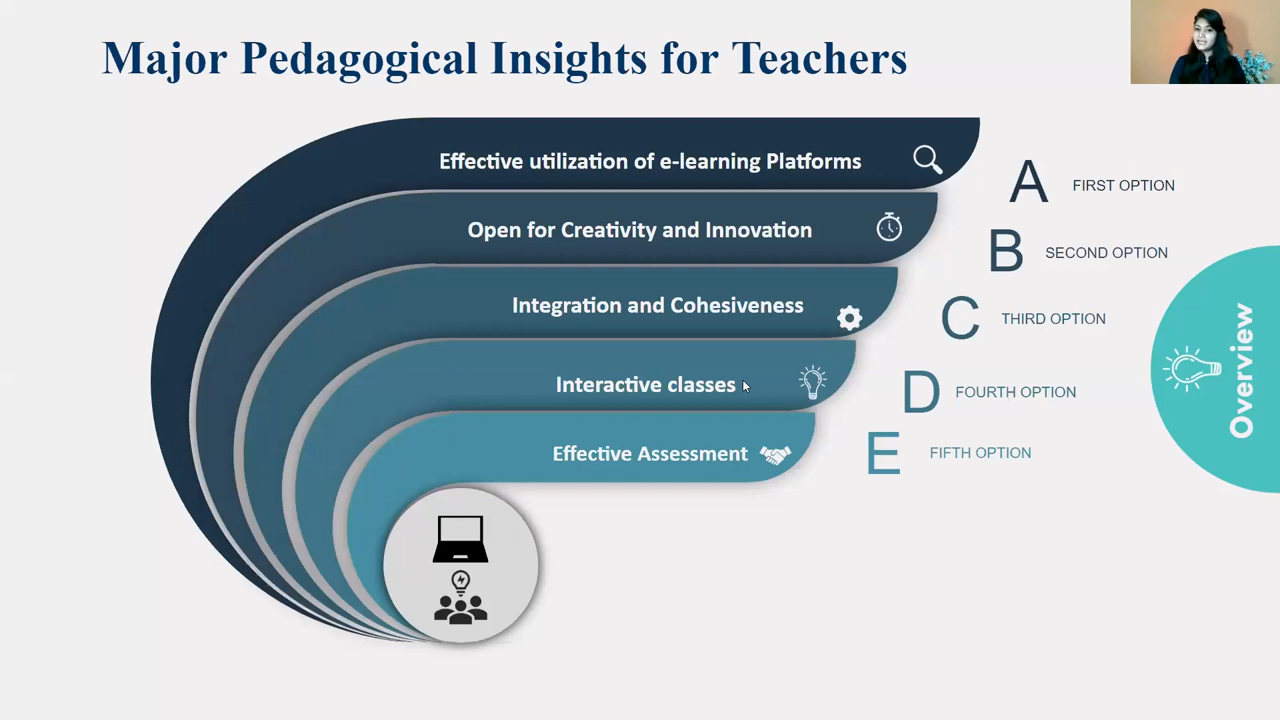 Major Pedagogical Insights for Teachers
Effective utilization of e-learning Platforms
A FIRST OPTION
Open for Creativity and Innovation
B SECOND OPTION
Integration and Cohesiveness
C THIRD OPTION
Interactive classes
D FOURTH OPTION
Effective Assessment
E FIFTH OPTION
Overview